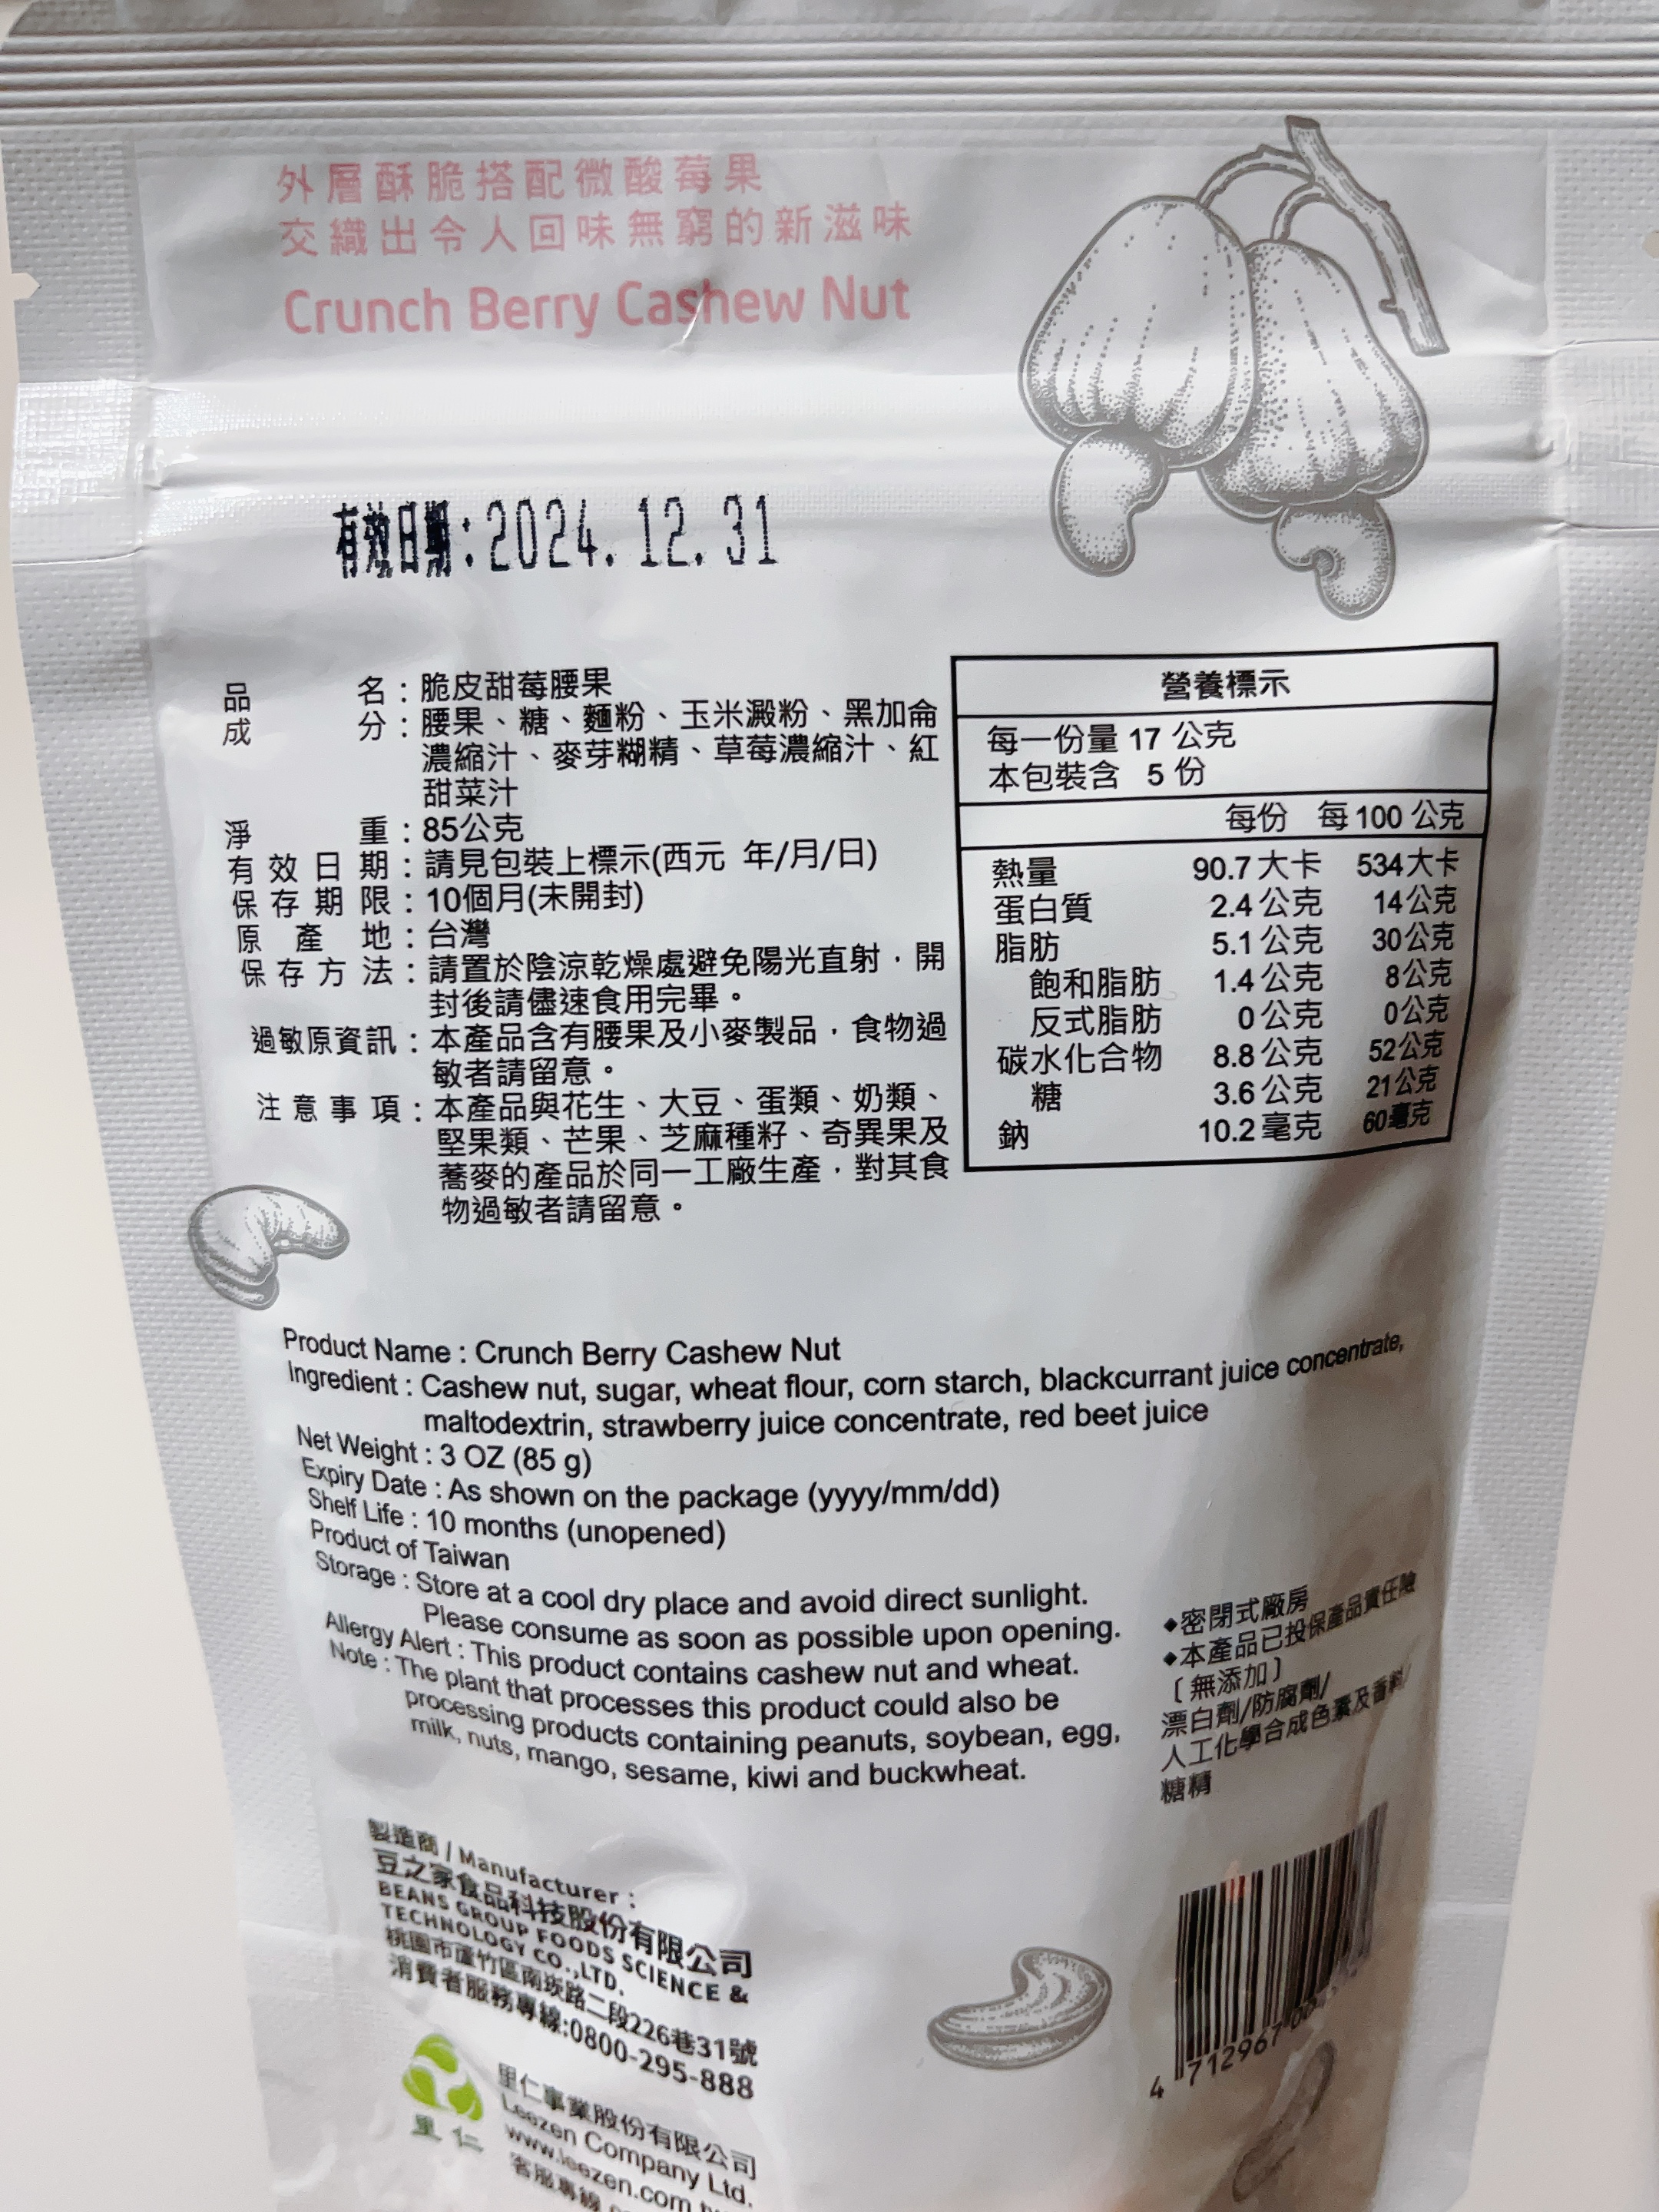 外層酥脆搭配微酸莓果
交織出令人回味無窮的新滋味
Crunch Berry Cashew Nut
有效日期:2024.12.31
品名：脆皮甜莓腰果
成分：腰果、糖、麵粉、玉米澱粉、黑加侖
濃縮汁、麥芽糊精、草莓濃縮汁、紅
甜菜汁
淨重：85公克
有效日期：請見包裝上標示(西元 年/月/日)
保存期限：10個月(未開封)
原產地：台灣
保存方法：請置於陰涼乾燥處避免陽光直射，開
封後請儘速食用完畢。
過敏原資訊：本產品含有腰果及小麥製品，食物過
敏者請留意。
注意事項：本產品與花生、大豆、蛋類、奶類、
堅果類、芒果、芝麻種籽、奇異果及
蕎麥的產品於同一工廠生產，對其食
物過敏者請留意。
營養標示
每一份量 17 公克
本包裝含 5 份
每份 每100公克
熱量 90.7大卡 534大卡
蛋白質 2.4公克 14公克
脂肪 5.1公克 30公克
飽和脂肪 1.4公克 8公克
反式脂肪 0公克 0公克
碳水化合物 8.8公克 52公克
糖 3.6公克 21公克
鈉 10.2毫克 60毫克
Product Name : Crunch Berry Cashew Nut
Ingredient : Cashew nut, sugar, wheat flour, corn starch, blackcurrant juice concentrate,
maltodextrin, strawberry juice concentrate, red beet juice
Net Weight : 3 OZ (85 g)
Expiry Date : As shown on the package (yyyy/mm/dd)
Shelf Life : 10 months (unopened)
Product of Taiwan
Storage : Store at a cool dry place and avoid direct sunlight.
Please consume as soon as possible upon opening.
Allergy Alert : This product contains cashew nut and wheat.
Note : The plant that processes this product could also be
processing products containing peanuts, soybean, egg,
milk, nuts, mango, sesame, kiwi and buckwheat.
◆密閉式廠房
◆本產品已投保產品責任險
［無添加］
漂白劑/防腐劑/
人工化學合成色素及香料/
糖精
製造商 / Manufacturer :
豆之家食品科技股份有限公司
BEANS GROUP FOODS SCIENCE &
TECHNOLOGY CO.,LTD.
桃園市蘆竹區南崁路二段226巷31號
消費者服務專線:0800-295-888
里仁
里仁事業股份有限公司
Leezen Company Ltd.
www.leezen.com.tw
客服專線
4 712967